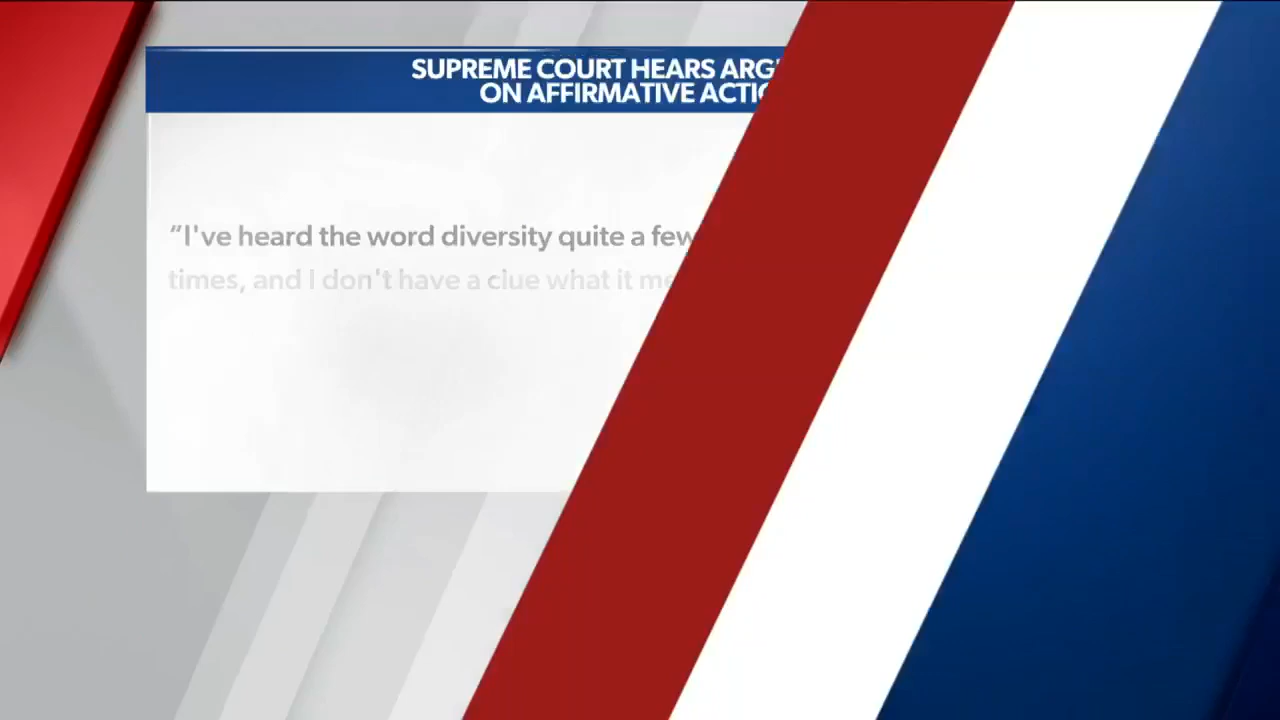 SUPREME COURT HEARS ARG
ON AFFIRMATIVE ACTIO
“I've heard the word diversity quite a few
times, and I don't have a clue what it me